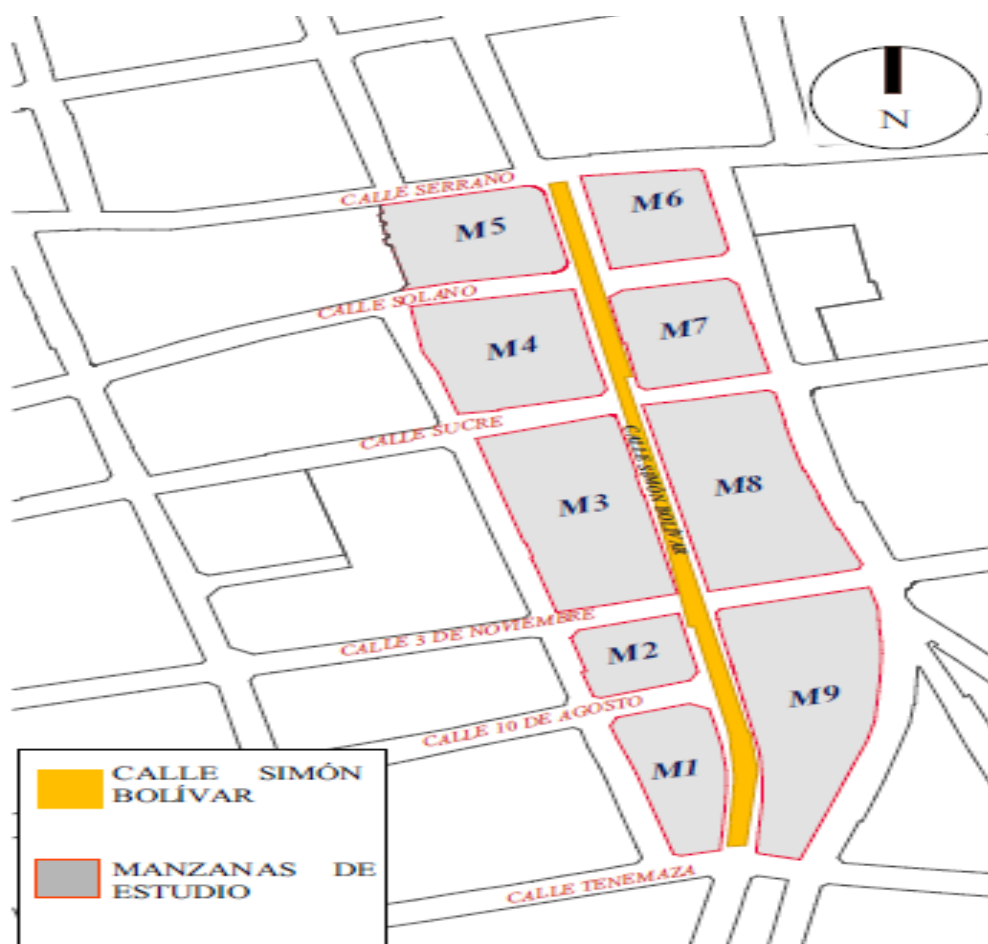 N
CALLE SERRANO
M5
M6
CALLE SOLANO
M4
M7
CALLE SUCRE
CALLE SIMÓN BOLÍVAR
M3
M8
CALLE 3 DE NOVIEMBRE
M2
M9
CALLE 10 DE AGOSTO
M1
CALLE TENEMAZA
CALLE SIMÓN
BOLÍVAR
MANZANAS DE
ESTUDIO